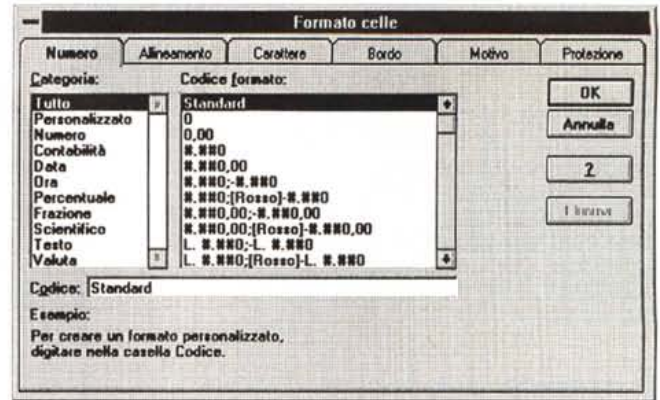 Formato celle
Numero Allineamento Carattere Bordo Motivo Protezione
Categoria: Codice formato:
Tutto
Personalizzato
Numero
Contabilità
Data
Ora
Percentuale
Frazione
Scientifico
Testo
Valuta
Standard
0
0,00
#.##0
#.##0,00
#.##0;-#.##0
#.##0;[Rosso]-#.##0
#.##0,00;-#.##0,00
#.##0,00;[Rosso]-#.##0,00
L. #.##0;-L. #.##0
L. #.##0;[Rosso]-L. #.##0
OK
Annulla
?
Codice: Standard
Esempio:
Per creare un formato personalizzato,
digitare nella casella Codice.